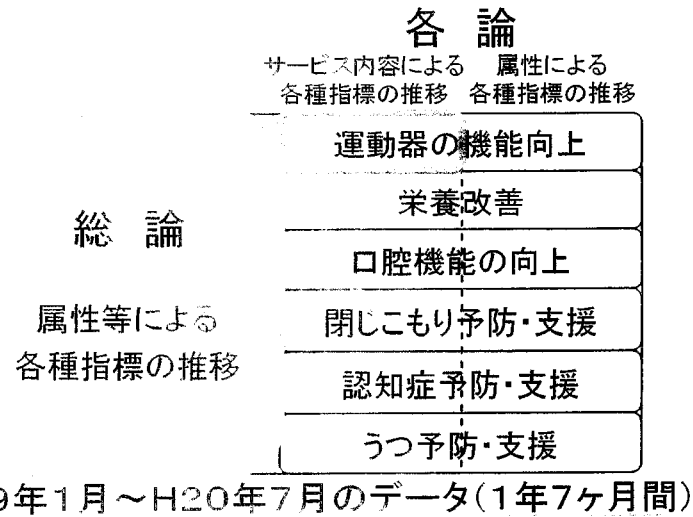 各 論
サービス内容による 属性による
各種指標の推移 各種指標の推移
運動器の機能向上
栄養改善
口腔機能の向上
閉じこもり予防・支援
認知症予防・支援
うつ予防・支援
総 論
属性等による
各種指標の推移
9年1月～H20年7月のデータ(1年7ヶ月間)